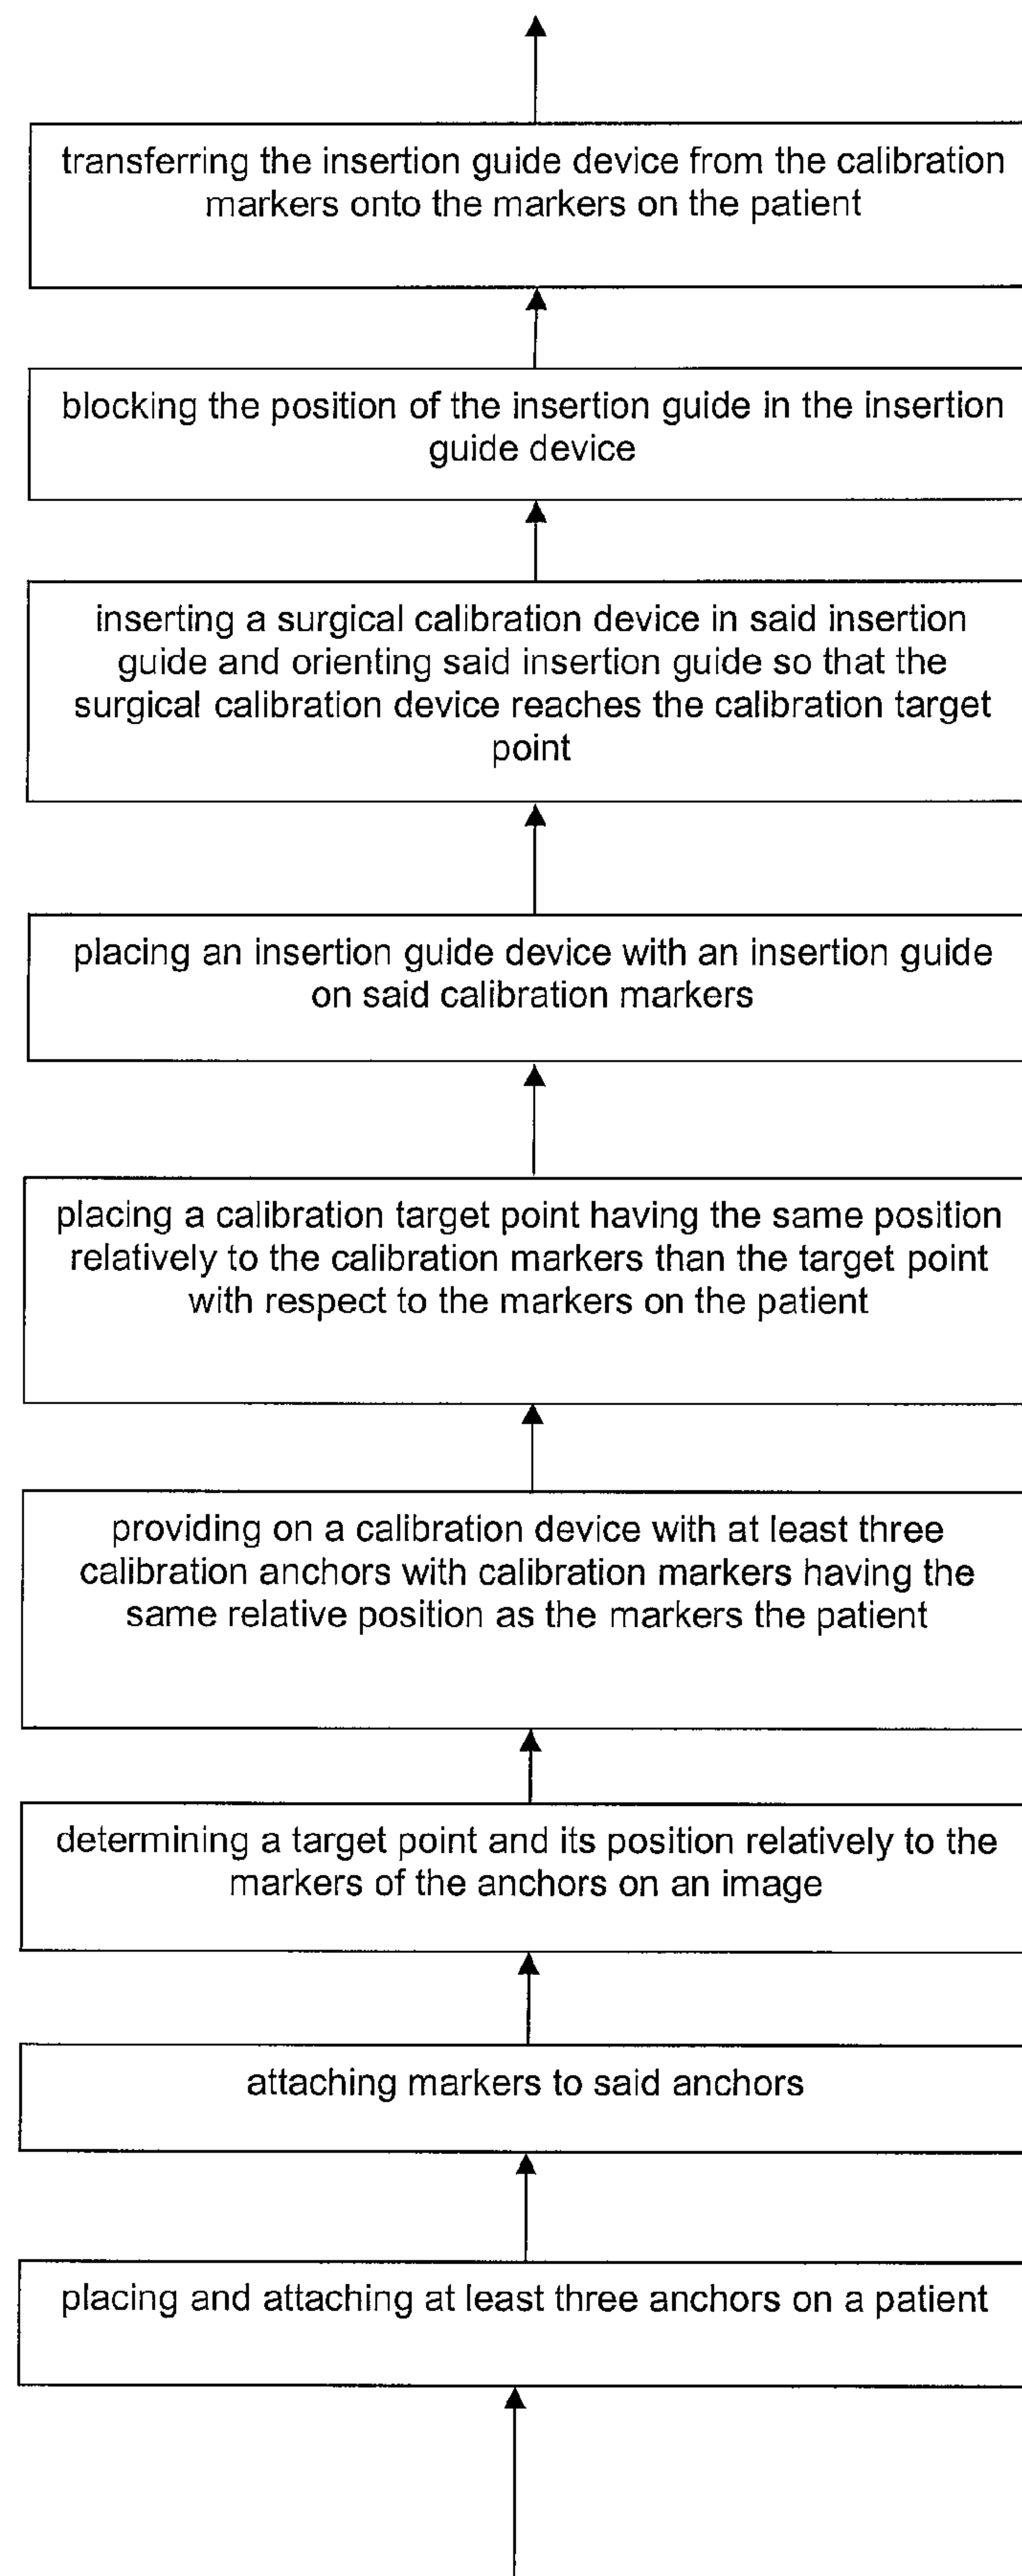 transferring the insertion guide device from the calibration
markers onto the markers on the patient
blocking the position of the insertion guide in the insertion
guide device
inserting a surgical calibration device in said insertion
guide and orienting said insertion guide so that the
surgical calibration device reaches the calibration target
point
placing an insertion guide device with an insertion guide
on said calibration markers
placing a calibration target point having the same position
relatively to the calibration markers than the target point
with respect to the markers on the patient
providing on a calibration device with at least three
calibration anchors with calibration markers having the
same relative position as the markers the patient
determining a target point and its position relatively to the
markers of the anchors on an image
attaching markers to said anchors
placing and attaching at least three anchors on a patient